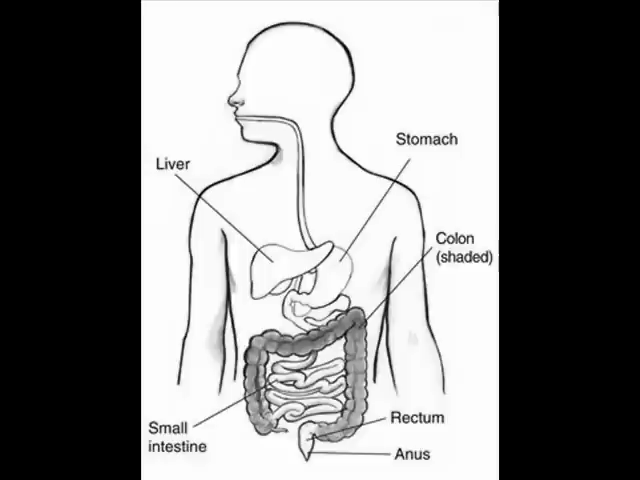 Stomach
Liver
Colon
(shaded)
Small
intestine
Rectum
Anus